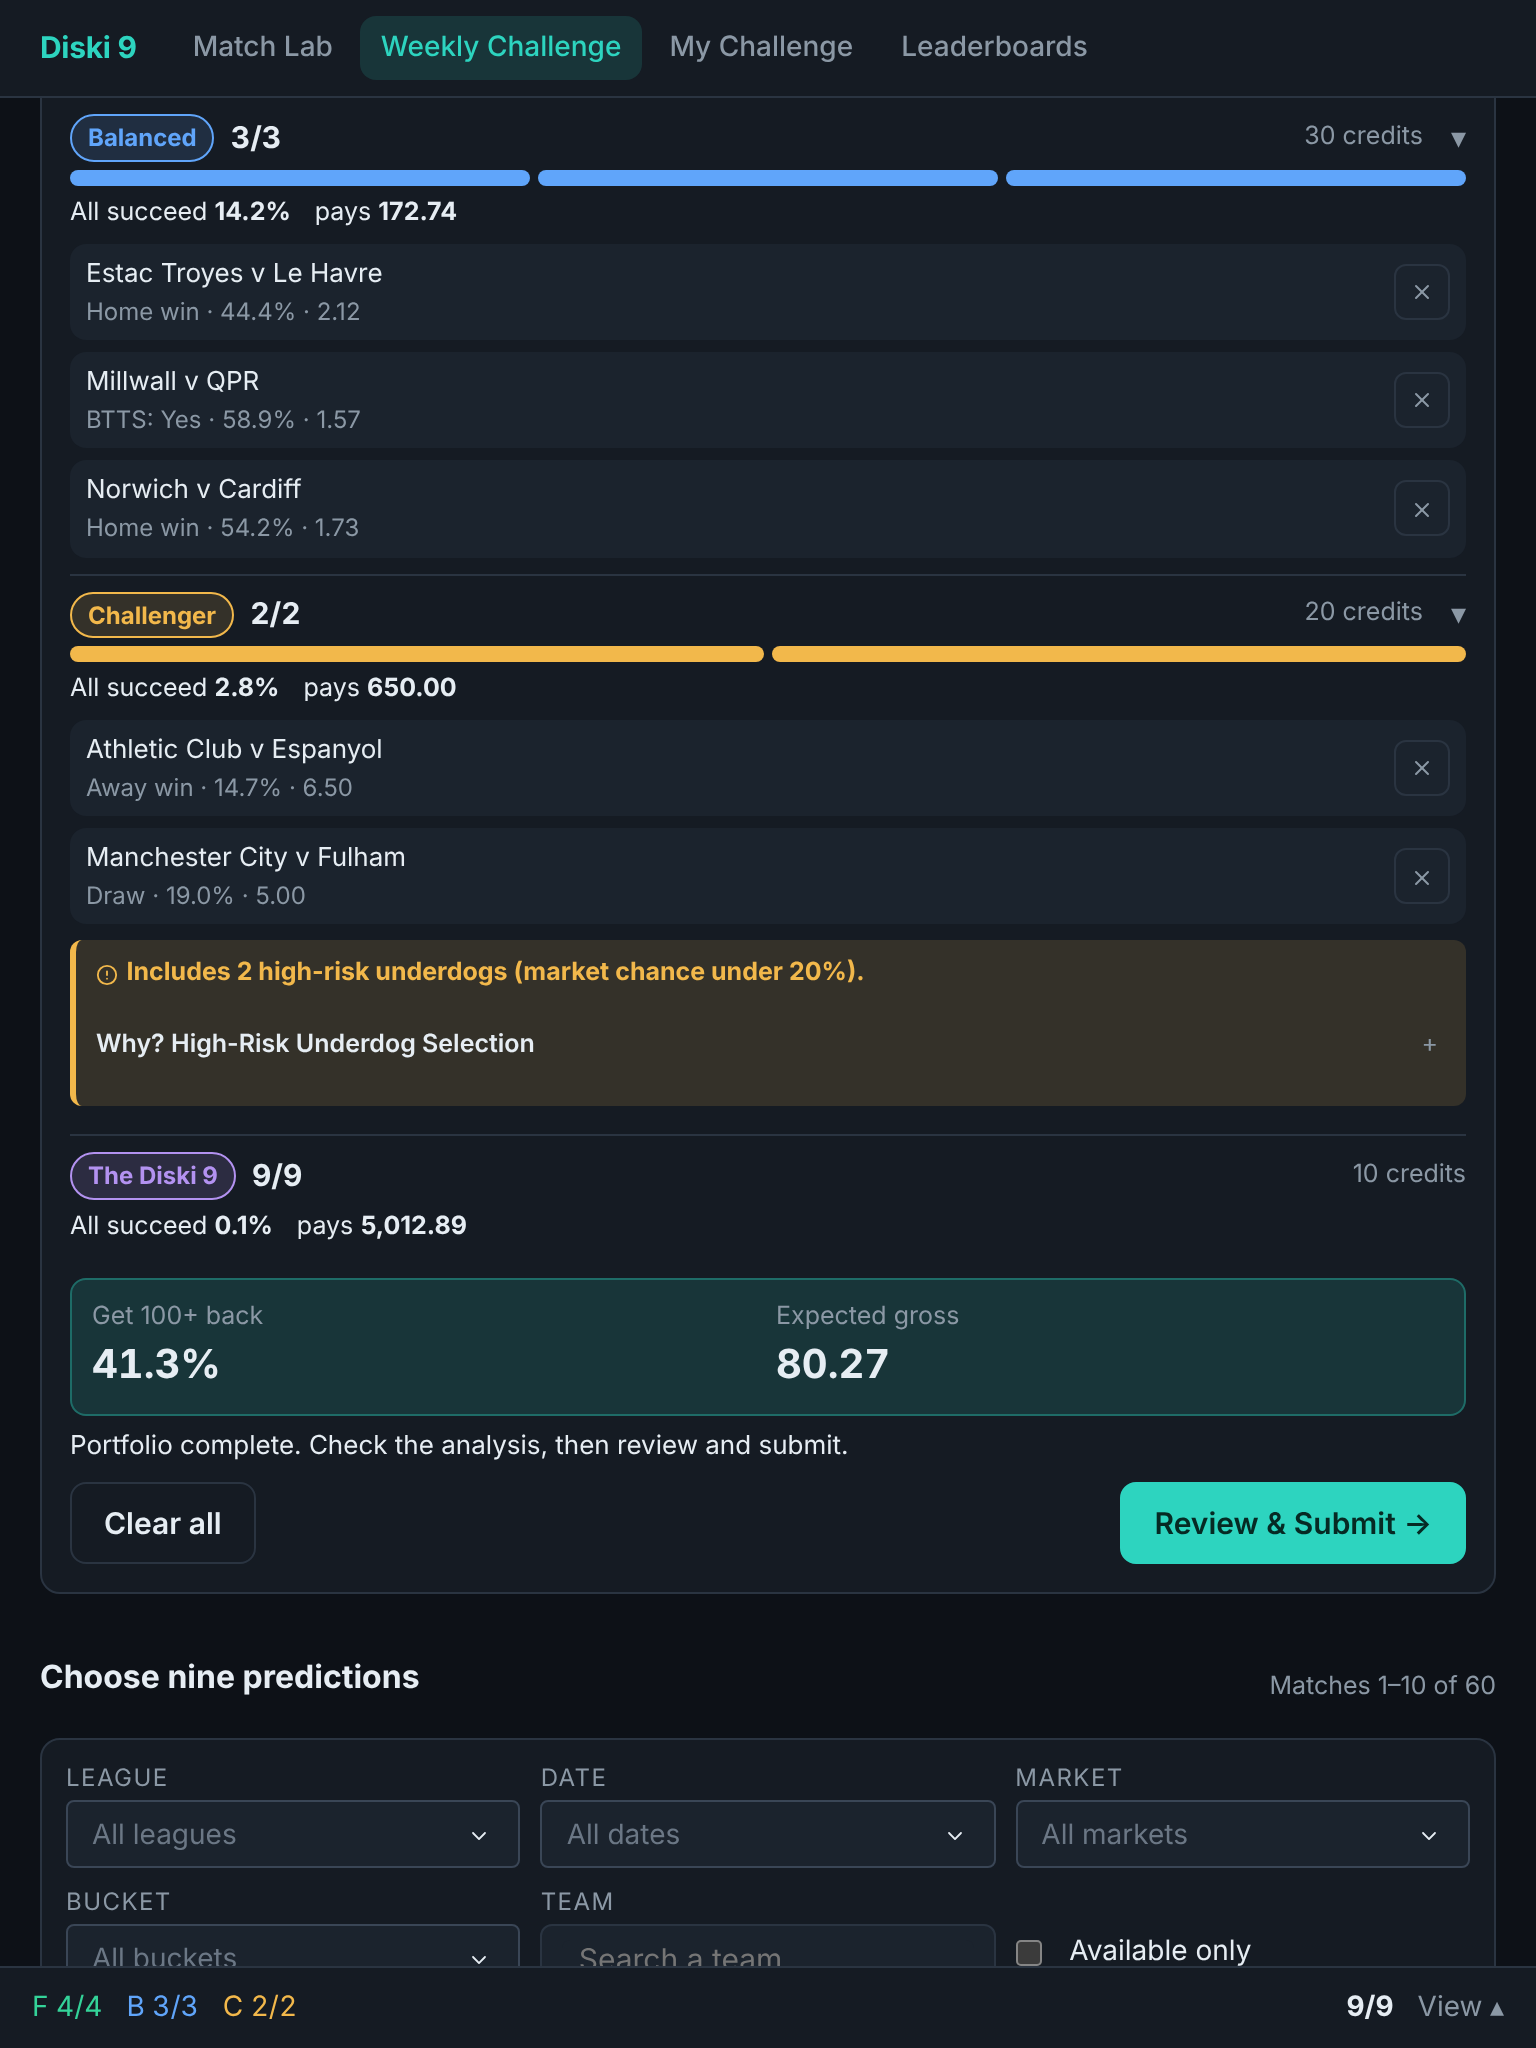 Diski 9 Match Lab Weekly Challenge My Challenge Leaderboards
Balanced 3/3 30 credits ▼
All succeed 14.2% pays 172.74
Estac Troyes v Le Havre
Home win · 44.4% · 2.12
×
Millwall v QPR
BTTS: Yes · 58.9% · 1.57
×
Norwich v Cardiff
Home win · 54.2% · 1.73
×
Challenger 2/2 20 credits ▼
All succeed 2.8% pays 650.00
Athletic Club v Espanyol
Away win · 14.7% · 6.50
×
Manchester City v Fulham
Draw · 19.0% · 5.00
×
Includes 2 high-risk underdogs (market chance under 20%).
Why? High-Risk Underdog Selection +
The Diski 9 9/9 10 credits
All succeed 0.1% pays 5,012.89
Get 100+ back Expected gross
41.3% 80.27
Portfolio complete. Check the analysis, then review and submit.
Clear all Review & Submit →
Choose nine predictions Matches 1–10 of 60
LEAGUE DATE MARKET
All leagues All dates All markets
BUCKET TEAM
All buckets Search a team Available only
F 4/4 B 3/3 C 2/2 9/9 View ▲